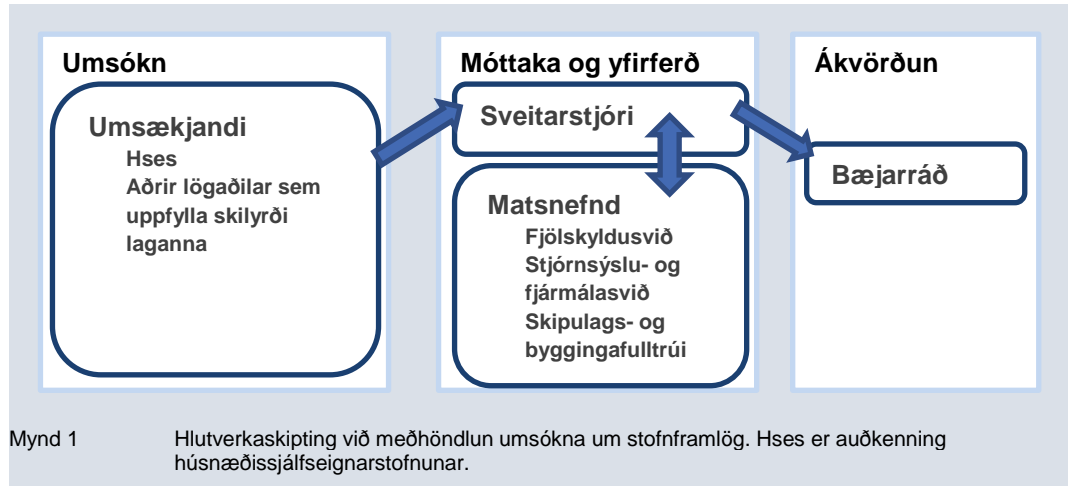 Umsókn
Umsækjandi
Hses
Aðrir lögaðilar sem
uppfylla skilyrði
laganna
Móttaka og yfirferð
Sveitarstjóri
Matsnefnd
Fjölskyldusvið
Stjórnsýslu- og
fjármálasvið
Skipulags- og
byggingafulltrúi
Ákvörðun
Bæjarráð
Mynd 1 Hlutverkaskipting við meðhöndlun umsókna um stofnframlög. Hses er auðkenning
húsnæðissjálfseignarstofnunar.